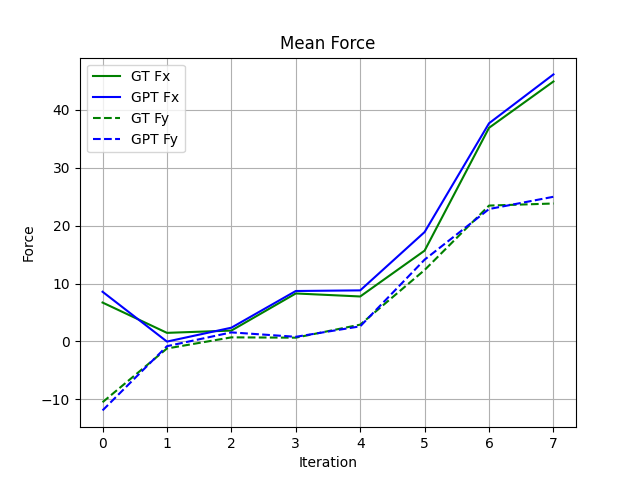 Mean Force
GT Fx
GPT Fx
GT Fy
GPT Fy
Force
40
30
20
10
0
−10
0 1 2 3 4 5 6 7
Iteration